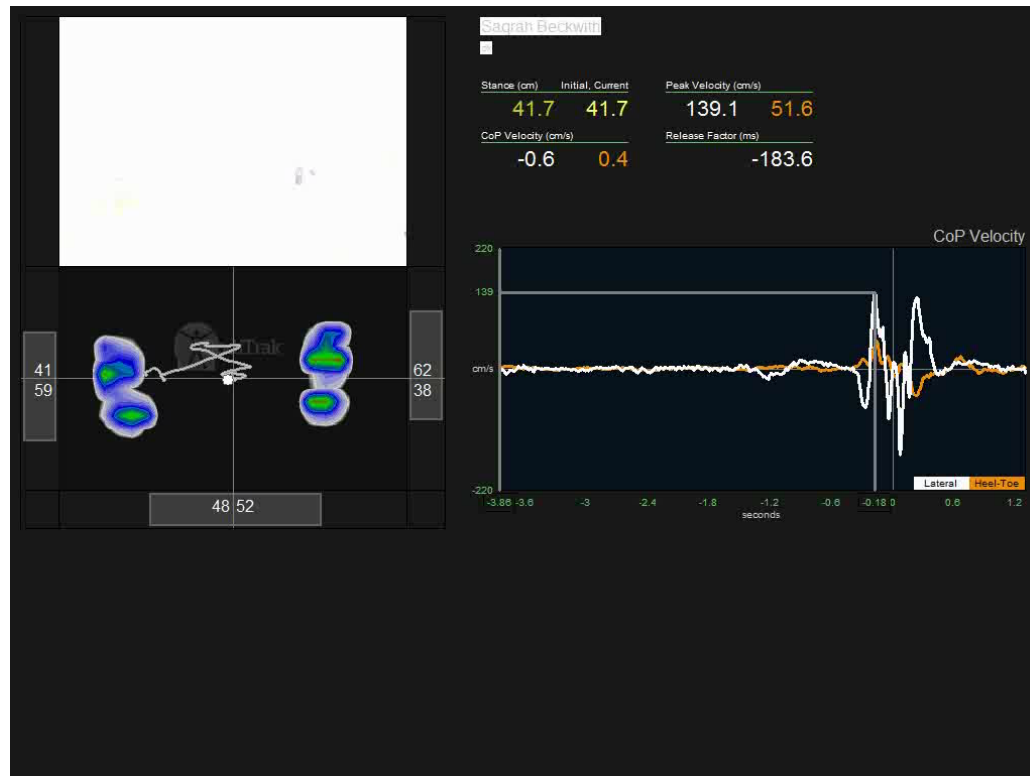 Saqrah Beckwith
Stance (cm) Initial, Current
41.7 41.7
Peak Velocity (cm/s)
139.1 51.6
CoP Velocity (cm/s)
-0.6 0.4
Release Factor (ms)
-183.6
41
59
Trak
62
38
48 52
CoP Velocity
220
139
cm/s
-220
Lateral Heel-Toe
-3.86 -3.6 -3 -2.4 -1.8 -1.2 -0.6 -0.18 0 0.6 1.2
seconds